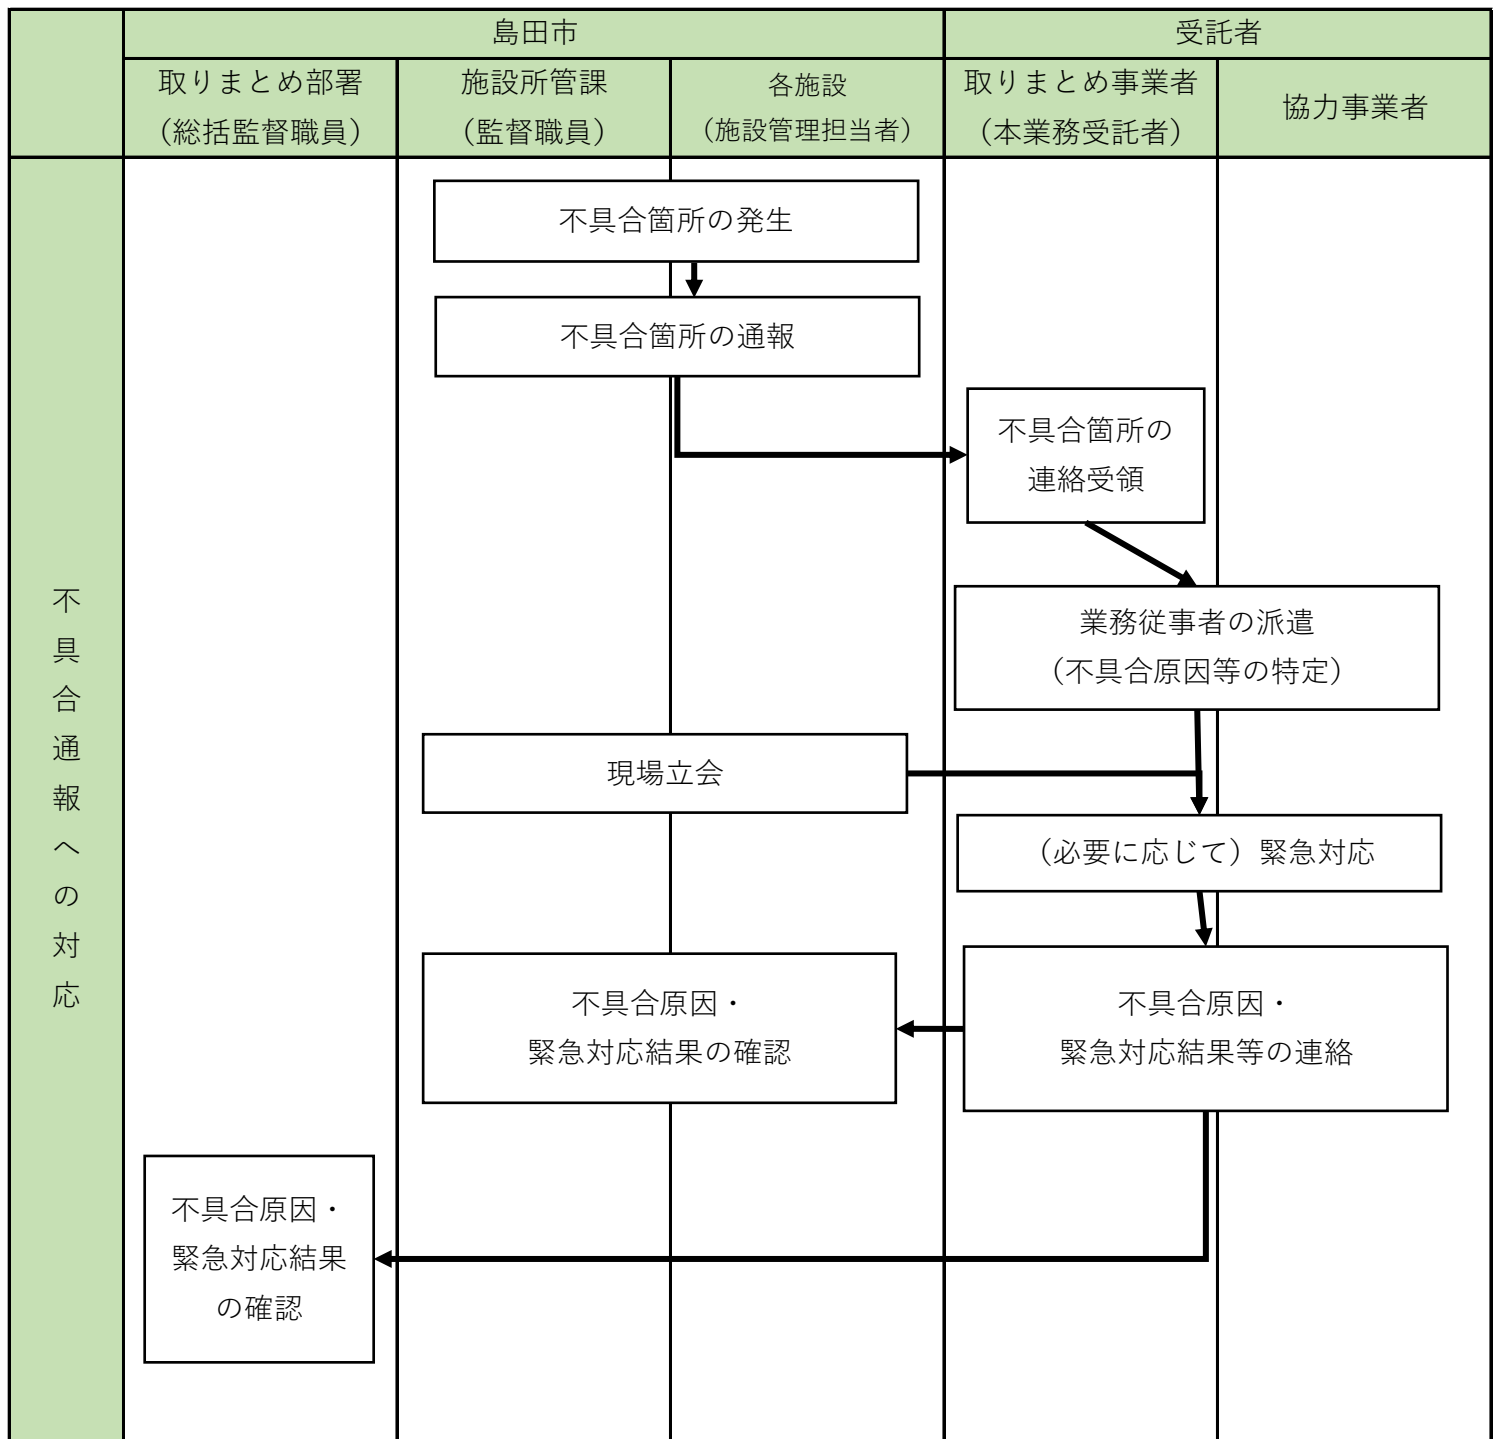 島田市
受託者
取りまとめ部署
（総括監督職員）
施設所管課
（監督職員）
各施設
（施設管理担当者）
取りまとめ事業者
（本業務受託者）
協力事業者
不具合通報への対応
不具合箇所の発生
不具合箇所の通報
不具合箇所の
連絡受領
業務従事者の派遣
（不具合原因等の特定）
現場立会
（必要に応じて）緊急対応
不具合原因・
緊急対応結果の確認
不具合原因・
緊急対応結果等の連絡
不具合原因・
緊急対応結果
の確認